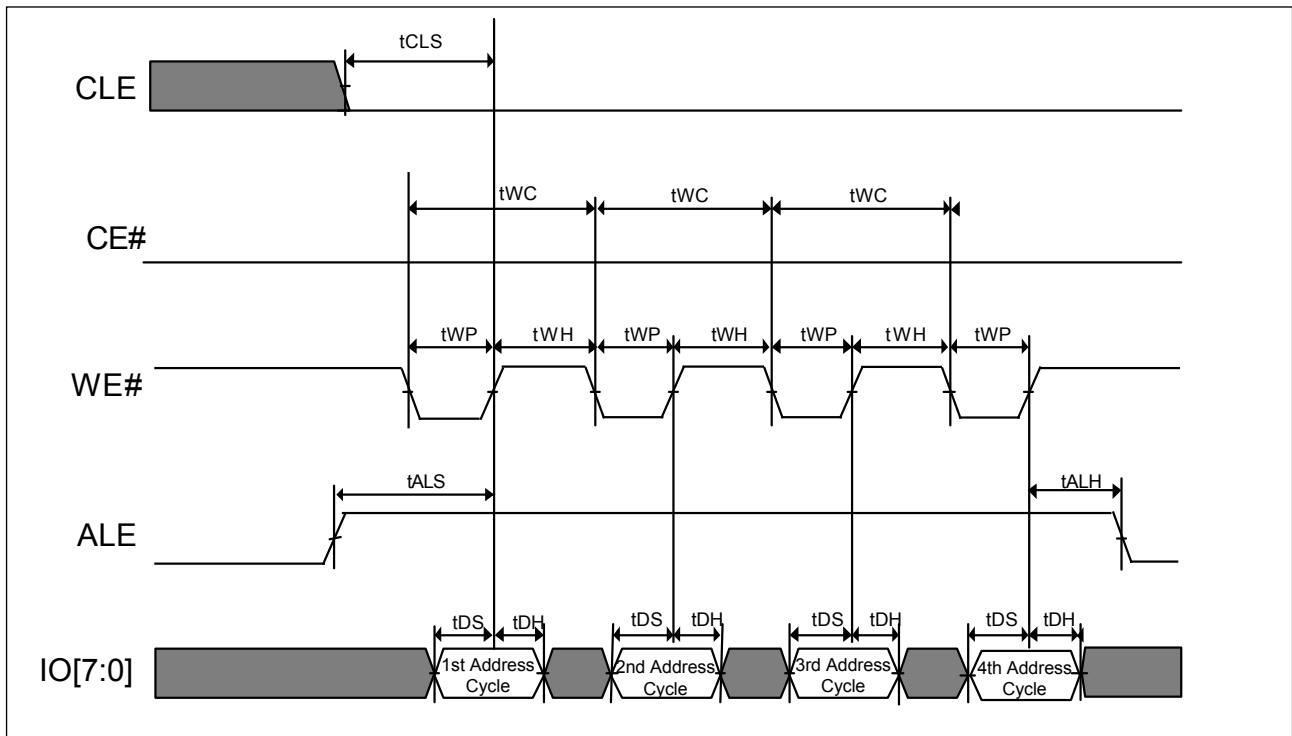 tCLS
CLE
tWC
tWC
tWC
CE#
tWP
tWH
tWP
tWH
tWP
tWH
tWP
WE#
tALS
tALH
ALE
tDS
tDH
tDS
tDH
tDS
tDH
tDS
tDH
IO[7:0]
1st Address
Cycle
2nd Address
Cycle
3rd Address
Cycle
4th Address
Cycle